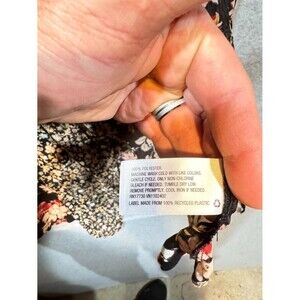 100% POLYESTER
MACHINE WASH COLD WITH LIKE COLORS,
GENTLE CYCLE, ONLY NON-CHLORINE
BLEACH IF NEEDED. TUMBLE DRY LOW.
REMOVE PROMPTLY, COOL IRON IF NEEDED.
LABEL MADE FROM 100% RECYCLED PLASTIC